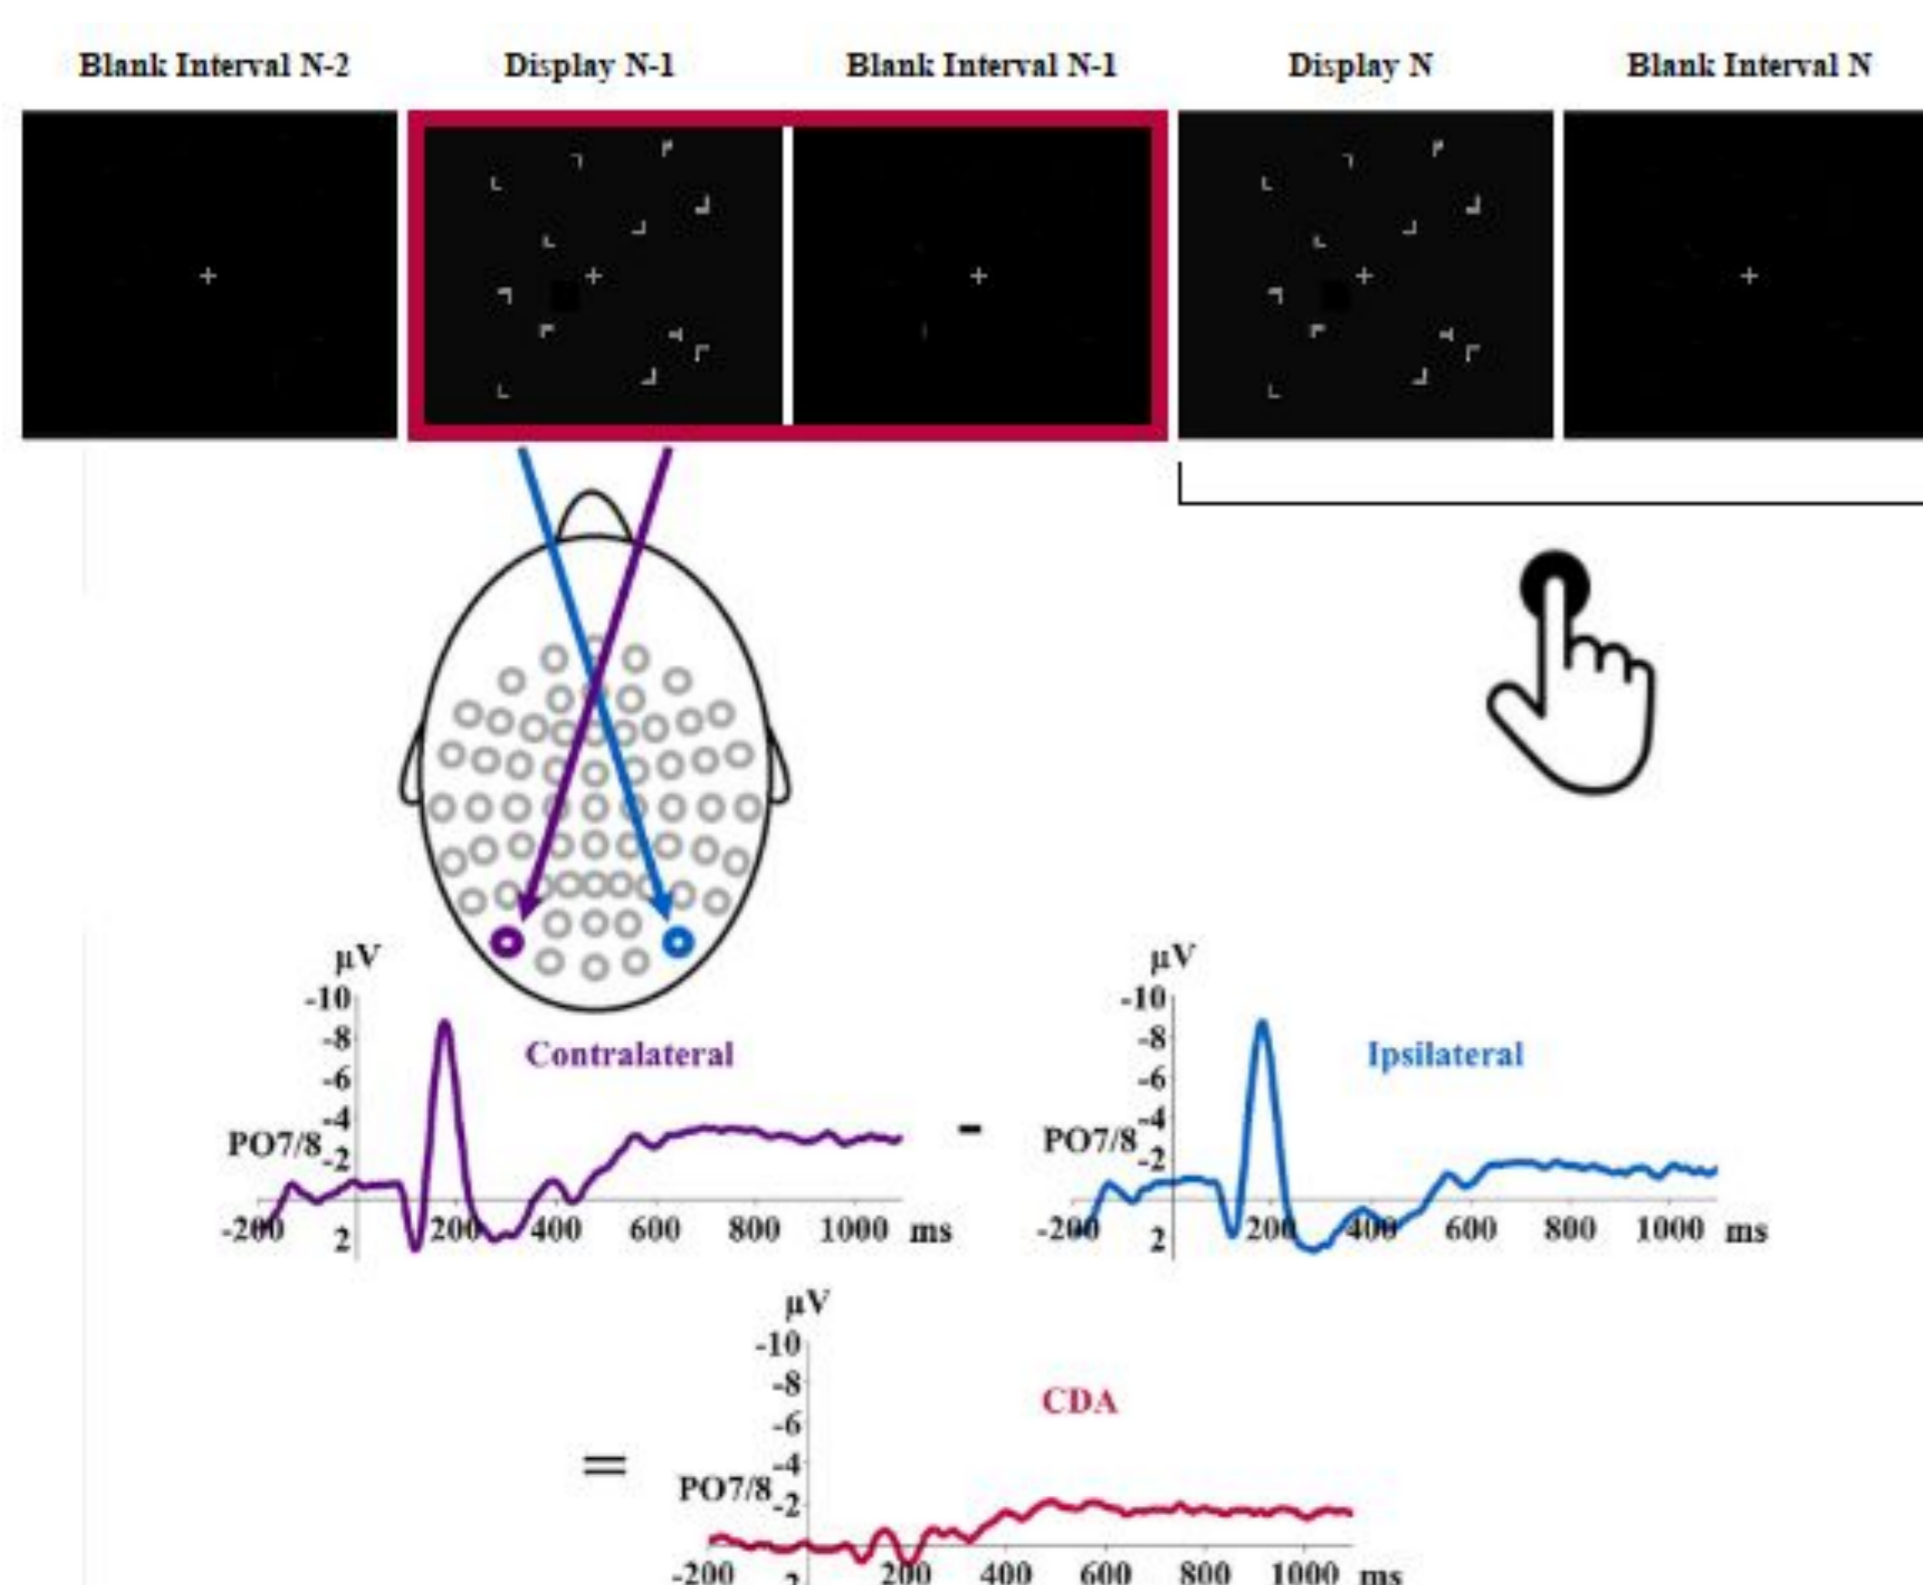 Blank Interval N-2
Display N-1
Blank Interval N-1
Display N
Blank Interval N
μV
-10
-8
-6
-4
-2
2
PO7/8
Contralateral
-200
200
400
600
800
1000
ms
-
μV
-10
-8
-6
-4
-2
2
PO7/8
Ipsilateral
-200
200
400
600
800
1000
ms
=
μV
-10
-8
-6
-4
-2
2
PO7/8
CDA
-200
200
400
600
800
1000
ms